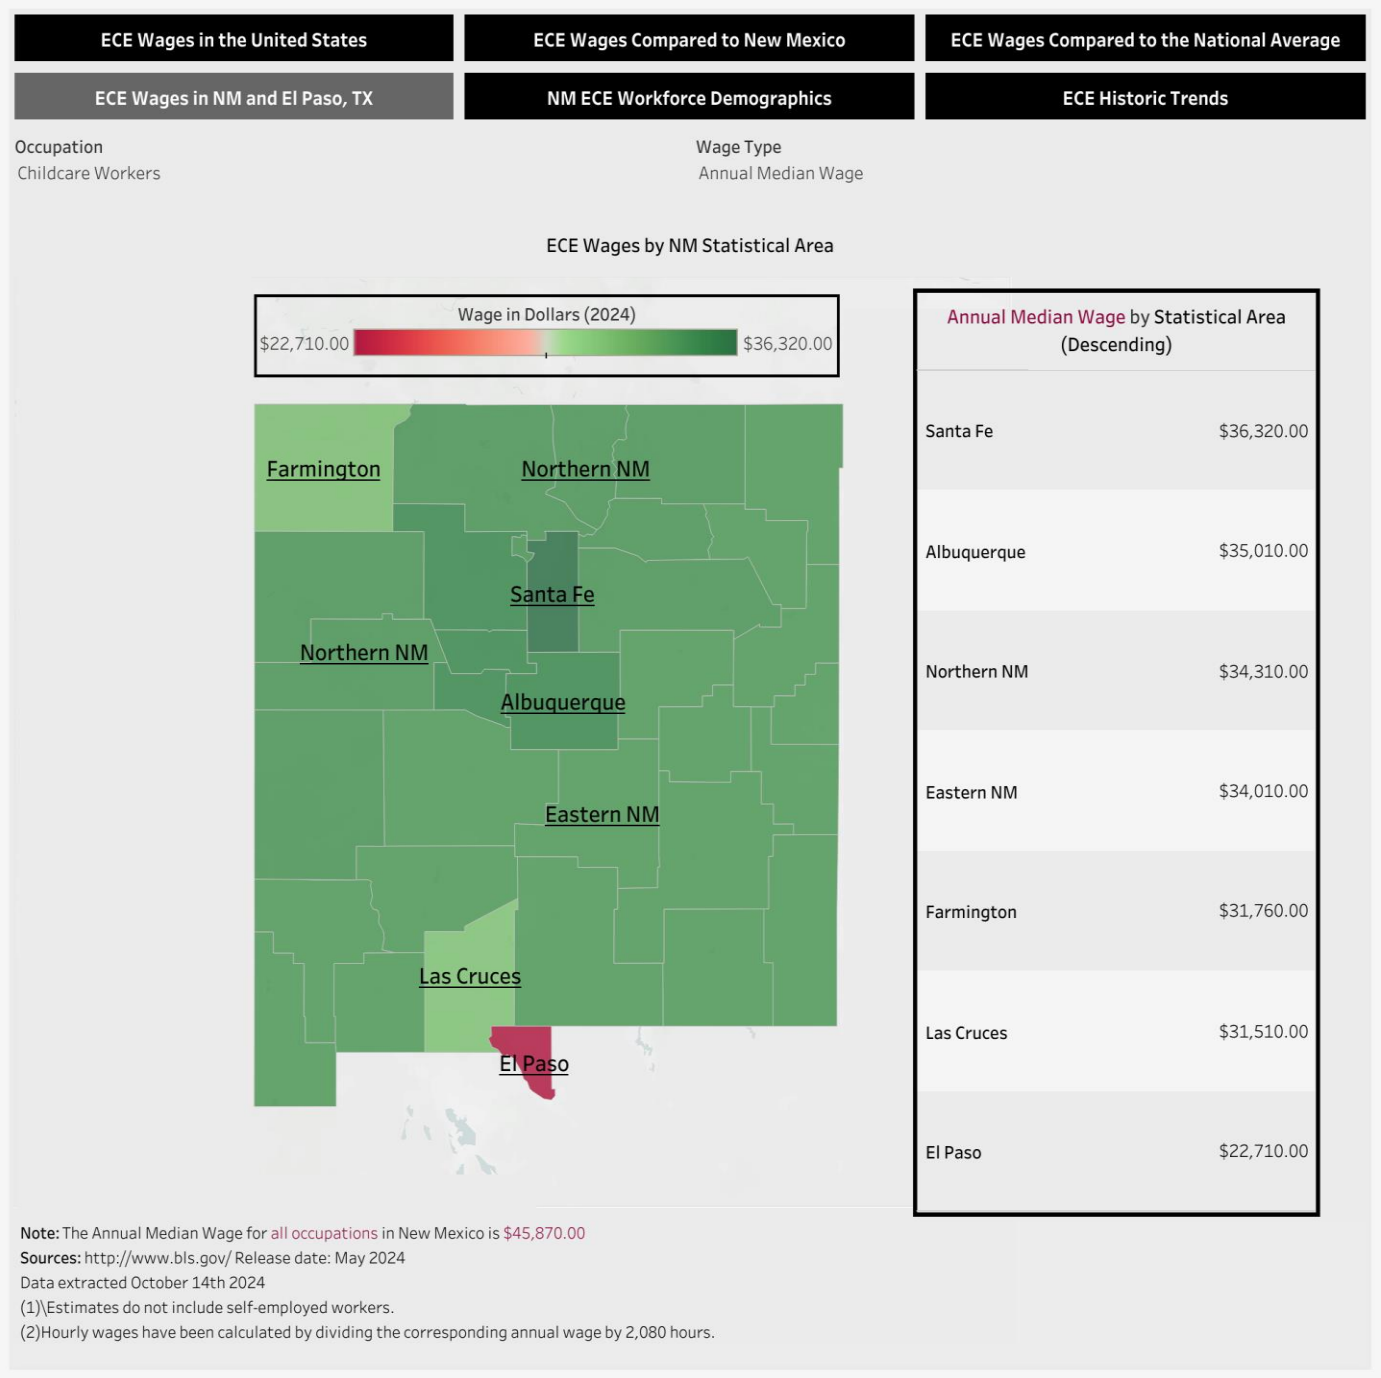 ECE Wages in the United States
ECE Wages Compared to New Mexico
ECE Wages Compared to the National Average
ECE Wages in NM and El Paso, TX
NM ECE Workforce Demographics
ECE Historic Trends
Occupation
Childcare Workers
Wage Type
Annual Median Wage
ECE Wages by NM Statistical Area
Wage in Dollars (2024)
$22,710.00
$36,320.00
Farmington
Northern NM
Santa Fe
Northern NM
Albuquerque
Eastern NM
Las Cruces
El Paso
Annual Median Wage by Statistical Area
(Descending)
Santa Fe $36,320.00
Albuquerque $35,010.00
Northern NM $34,310.00
Eastern NM $34,010.00
Farmington $31,760.00
Las Cruces $31,510.00
El Paso $22,710.00
Note: The Annual Median Wage for all occupations in New Mexico is $45,870.00
Sources: http://www.bls.gov/ Release date: May 2024
Data extracted October 14th 2024
(1)\Estimates do not include self-employed workers.
(2)Hourly wages have been calculated by dividing the corresponding annual wage by 2,080 hours.